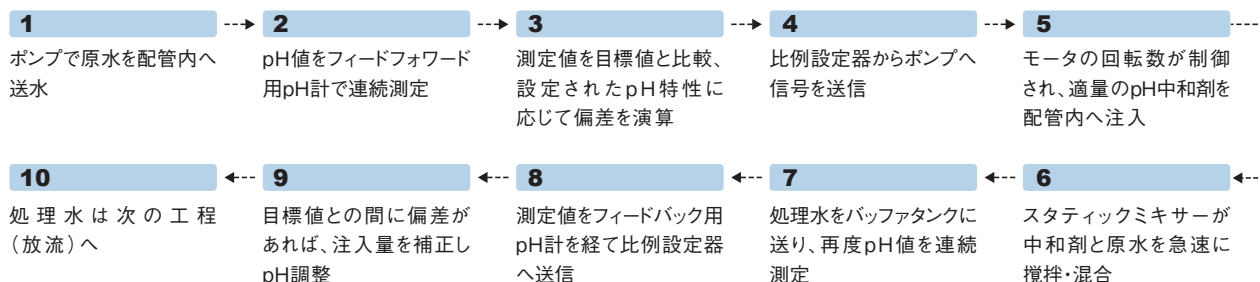 1
ポンプで原水を配管内へ
送水
2
pH値をフィードフォワード
用pH計で連続測定
3
測定値を目標値と比較、
設定されたpH特性に
応じて偏差を演算
4
比例設定器からポンプへ
信号を送信
5
モータの回転数が制御
され、適量のpH中和剤を
配管内へ注入
6
スタティックミキサーが
中和剤と原水を急速に
撹拌・混合
7
処理水をバッファタンクに
送り、再度pH値を連続
測定
8
測定値をフィードバック用
pH計を経て比例設定器
へ送信
9
目標値との間に偏差が
あれば、注入量を補正し
pH調整
10
処理水は次の工程
（放流）へ